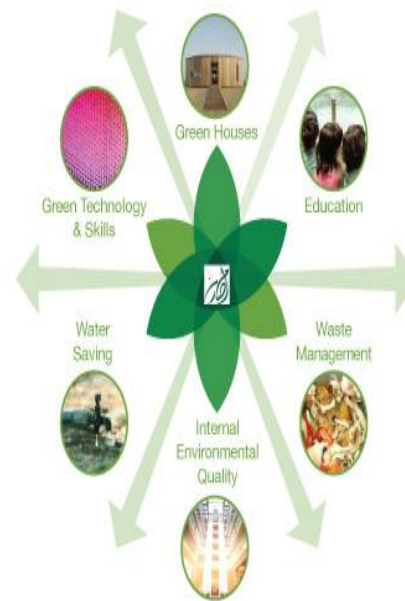 Green Houses
Green Technology
& Skills
Education
Water
Saving
Waste
Management
Internal
Environmental
Quality